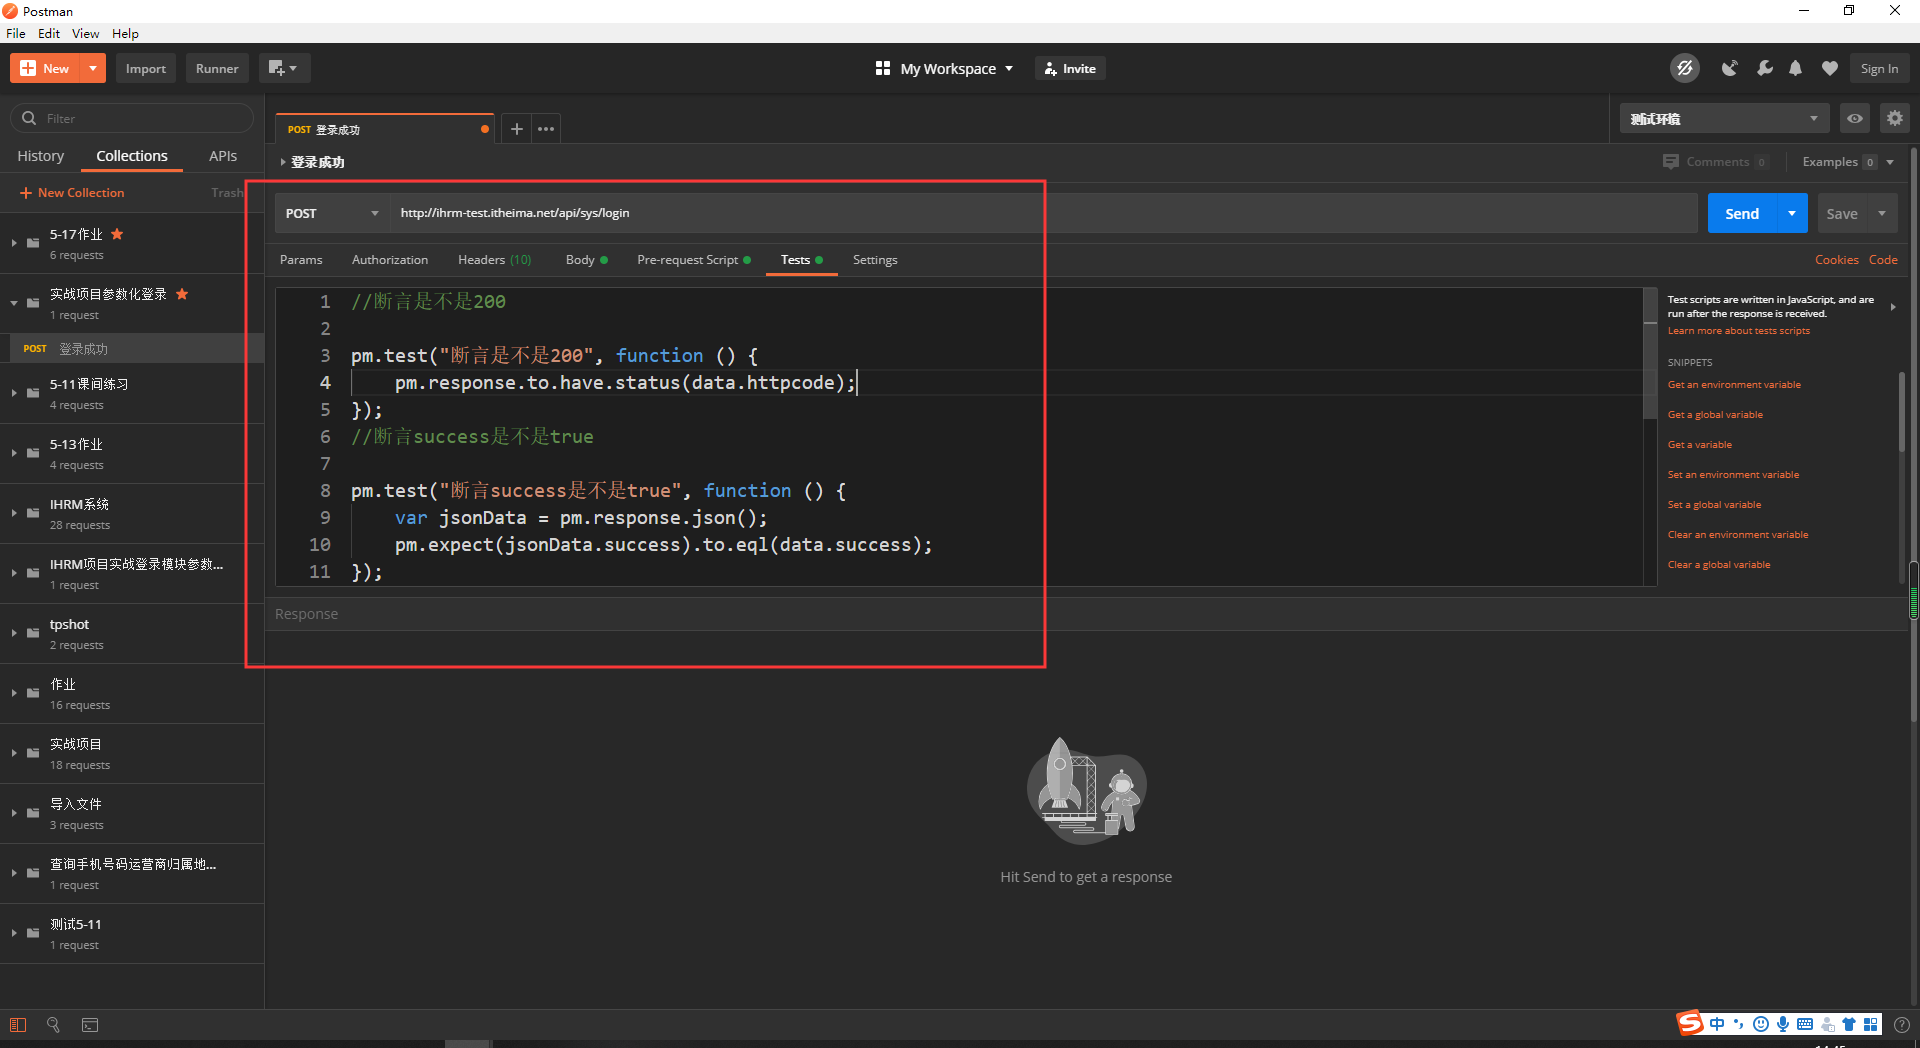 Postman
File Edit View Help
New Import Runner My Workspace Invite Sign In
Filter
History Collections APIs
New Collection Trash
5-17作业
6 requests
实战项目参数化登录
1 request
POST 登录成功
5-11课间练习
4 requests
5-13作业
4 requests
IHRM系统
28 requests
IHRM项目实战登录模块参数...
1 request
tpshot
2 requests
作业
16 requests
实战项目
18 requests
导入文件
3 requests
查询手机号码运营商归属地...
1 request
测试5-11
1 request
POST 登录成功 测试环境
登录成功 Comments 0 Examples 0
POST http://ihrm-test.itheima.net/api/sys/login Send Save
Params Authorization Headers (10) Body Pre-request Script Tests Settings Cookies Code
1 //断言是不是200
2
3 pm.test("断言是不是200", function () {
4 pm.response.to.have.status(data.httpcode);
5 });
6 //断言success是不是true
7
8 pm.test("断言success是不是true", function () {
9 var jsonData = pm.response.json();
10 pm.expect(jsonData.success).to.eql(data.success);
11 });
Test scripts are written in JavaScript, and are
run after the response is received.
Learn more about tests scripts
SNIPPETS
Get an environment variable
Get a global variable
Get a variable
Set an environment variable
Set a global variable
Clear an environment variable
Clear a global variable
Response
Hit Send to get a response
中